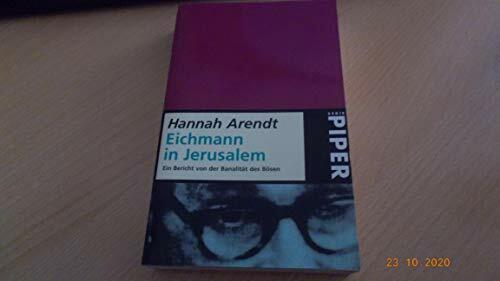 Hannah Arendt
Eichmann
in Jerusalem
Ein Bericht von der Banalität des Bösen
SERIE
PIPER
23 10 2020